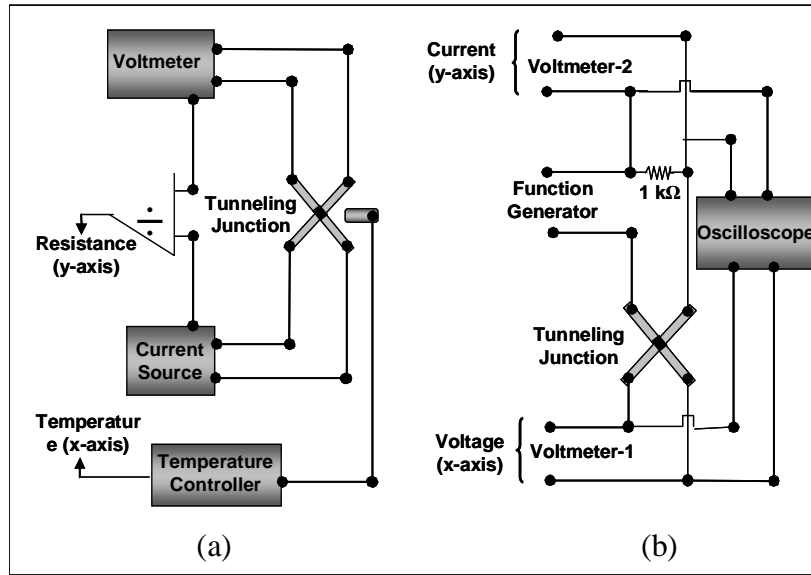 Voltmeter
÷
Tunneling
Junction
Resistance
(y-axis)
Current
Source
Temperatur
e (x-axis)
Temperature
Controller
(a)
Current
(y-axis)
Voltmeter-2
Function
Generator
1 kΩ
Oscilloscope
Tunneling
Junction
Voltage
(x-axis)
Voltmeter-1
(b)